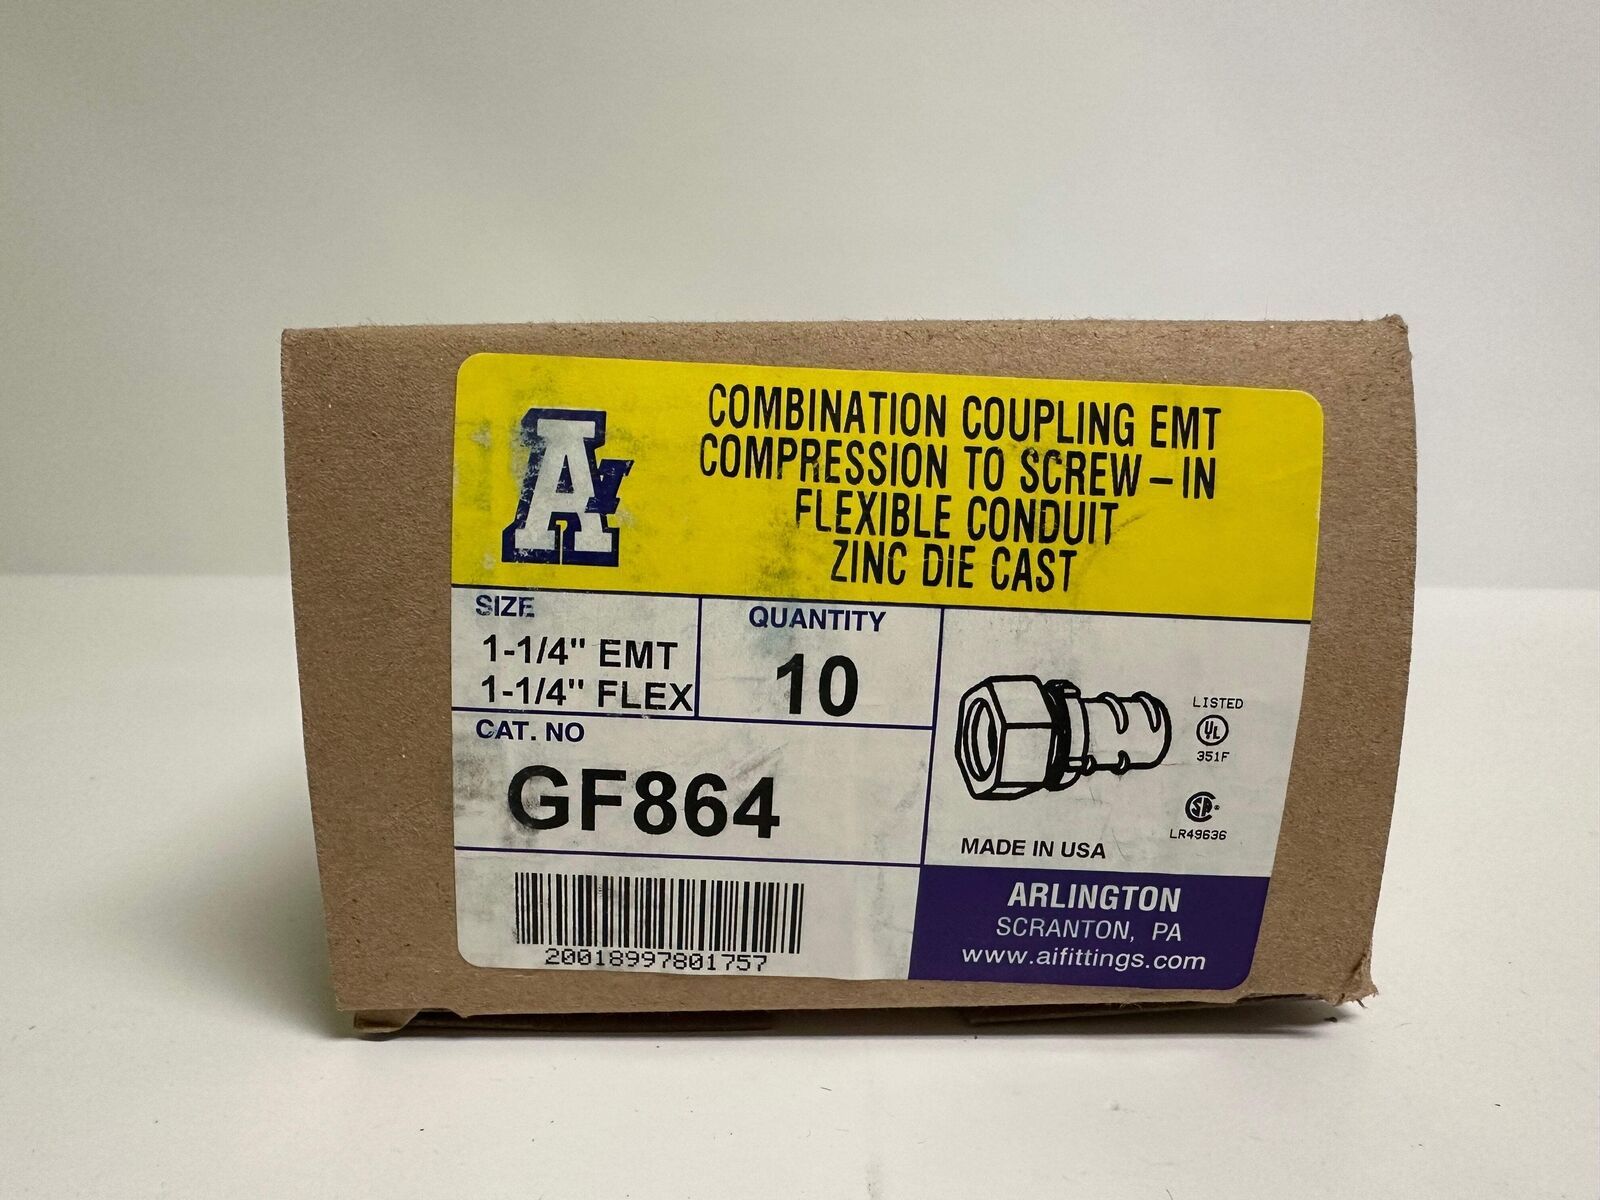 A
COMBINATION COUPLING EMT
COMPRESSION TO SCREW-IN
FLEXIBLE CONDUIT
ZINC DIE CAST
SIZE
1-1/4" EMT
1-1/4" FLEX
QUANTITY
10
CAT. NO
GF864
20018997801757
LISTED
UL
351F
SA
LR49636
MADE IN USA
ARLINGTON
SCRANTON, PA
www.aifittings.com